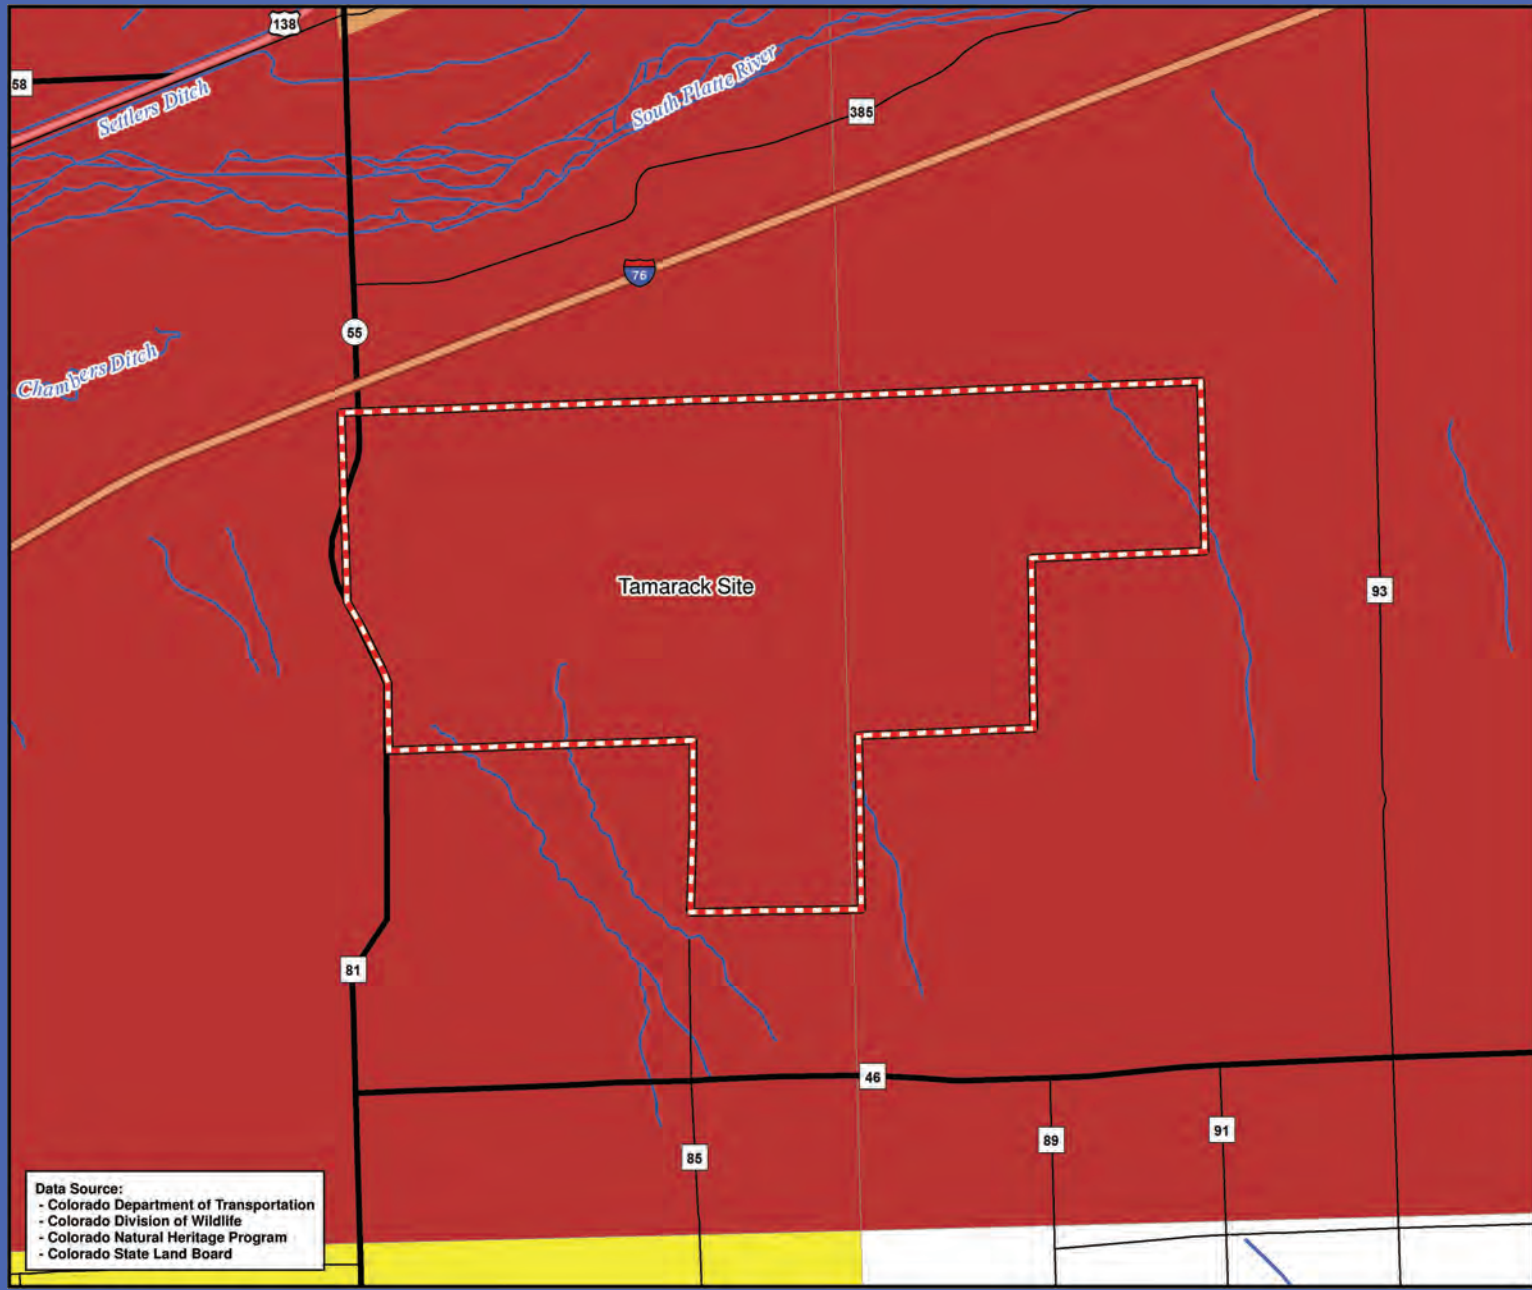 138
58
Settlers Ditch
South Platte River
385
76
55
Chambers Ditch
Tamarack Site
93
81
46
85
89
91
Data Source:
- Colorado Department of Transportation
- Colorado Division of Wildlife
- Colorado Natural Heritage Program
- Colorado State Land Board